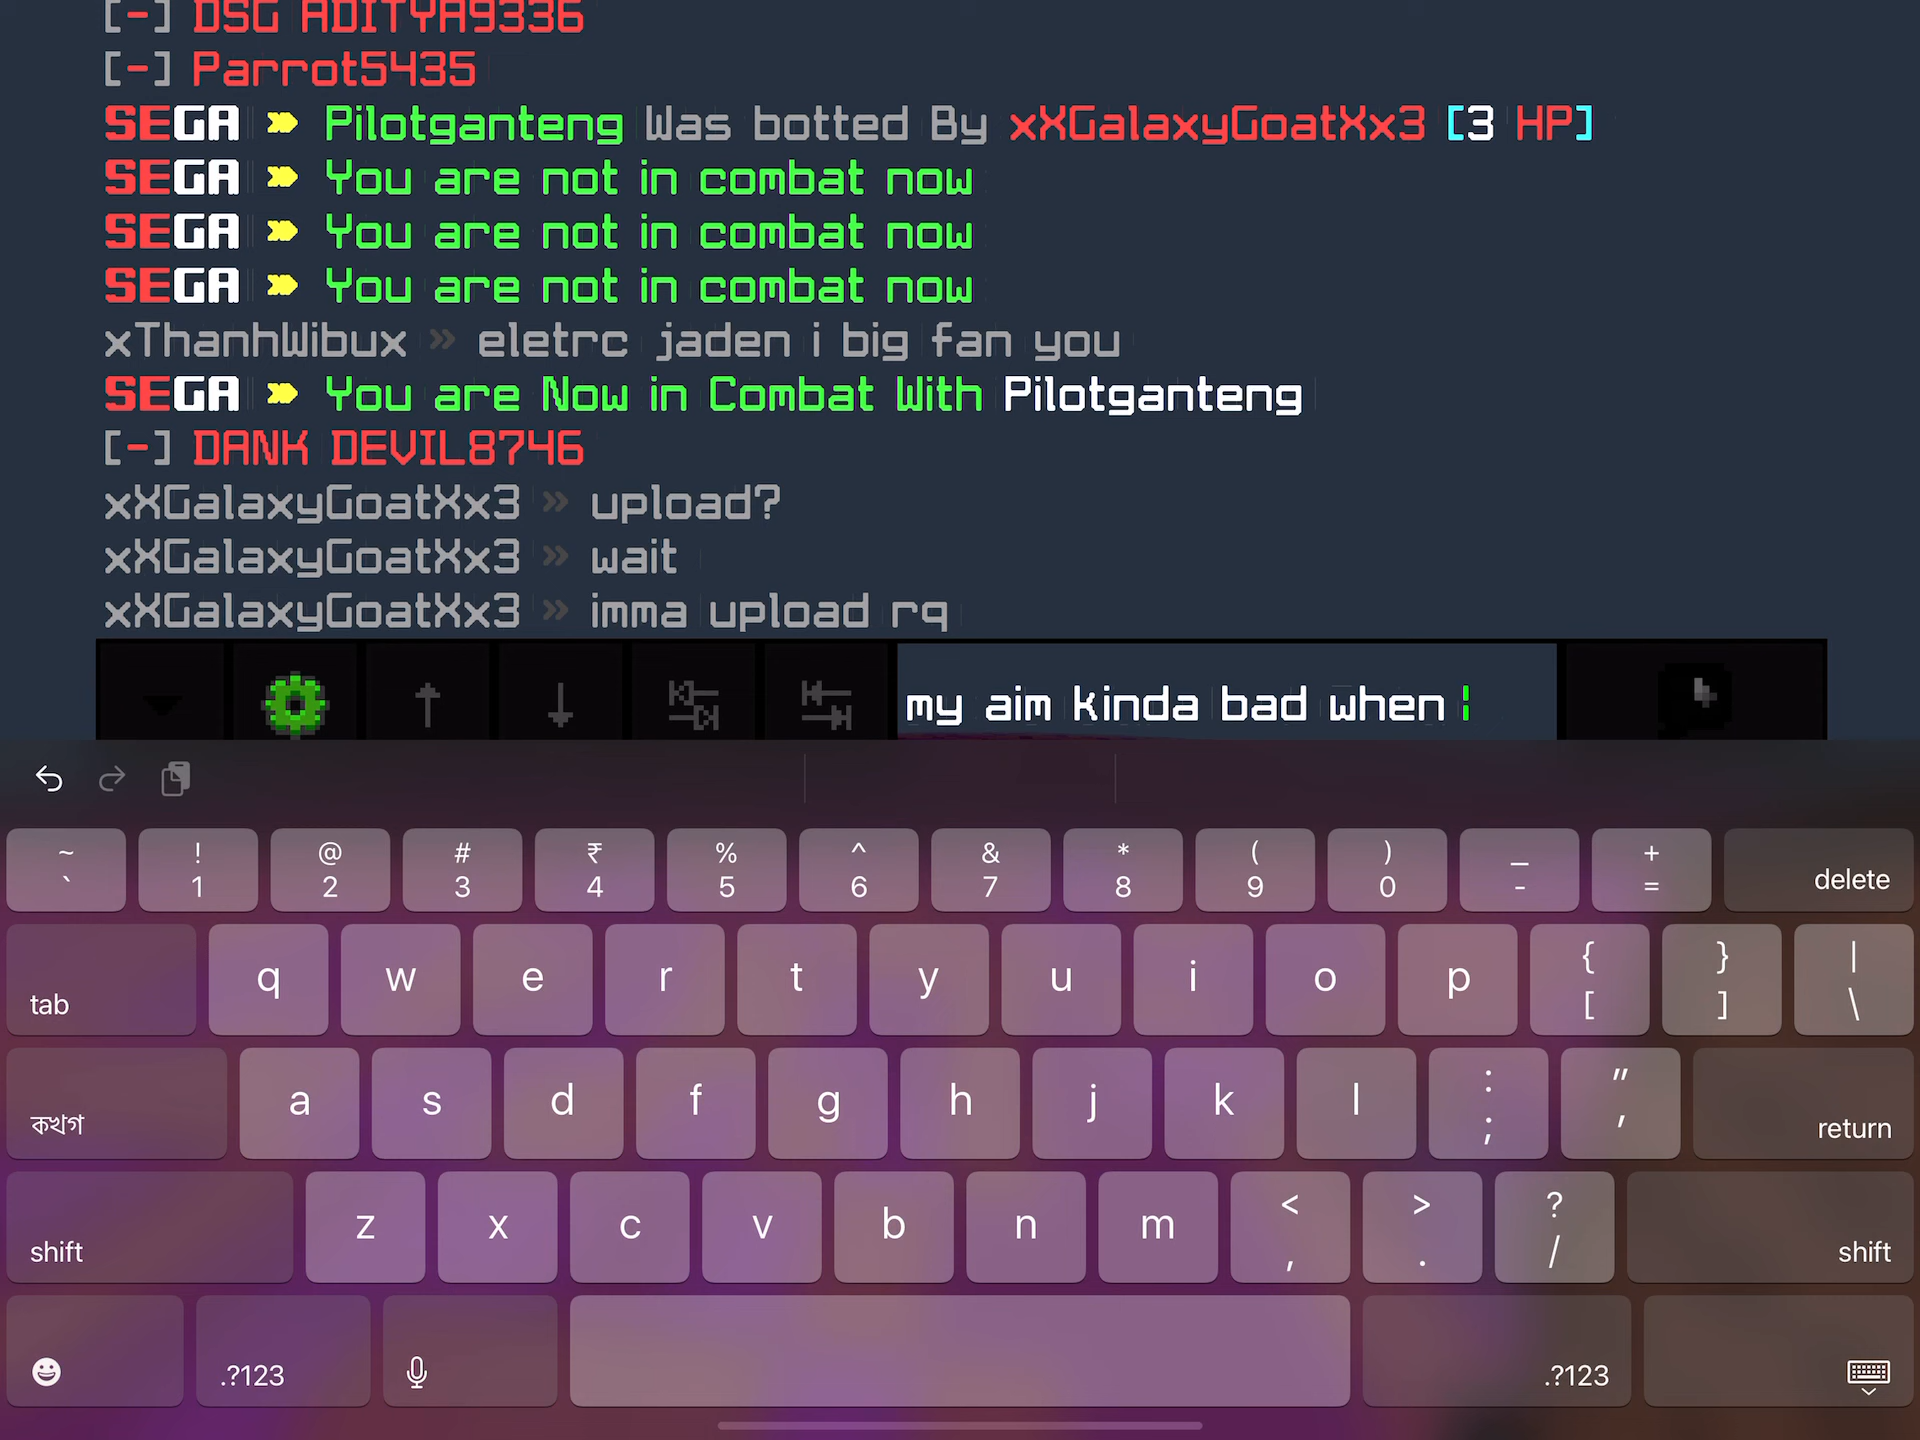 [-] DSG ADITYA9336
[-] Parrot5435
SEGA » Pilotganteng Was botted By xXGalaxyGoatXx3 [3 HP]
SEGA » You are not in combat now
SEGA » You are not in combat now
SEGA » You are not in combat now
xThanhWibux » eletrc jaden i big fan you
SEGA » You are Now in Combat With Pilotganteng
[-] DANK DEVIL8746
xXGalaxyGoatXx3 » upload?
xXGalaxyGoatXx3 » wait
xXGalaxyGoatXx3 » imma upload rq
my aim kinda bad when
~ ! @ # ₹ % ^ & * ( ) _ +
` 1 2 3 4 5 6 7 8 9 0 - = delete
tab q w e r t y u i o p { [ } ] | \
কখগ a s d f g h j k l : ; " ' return
shift z x c v b n m < , > . ? / shift
.?123 .?123